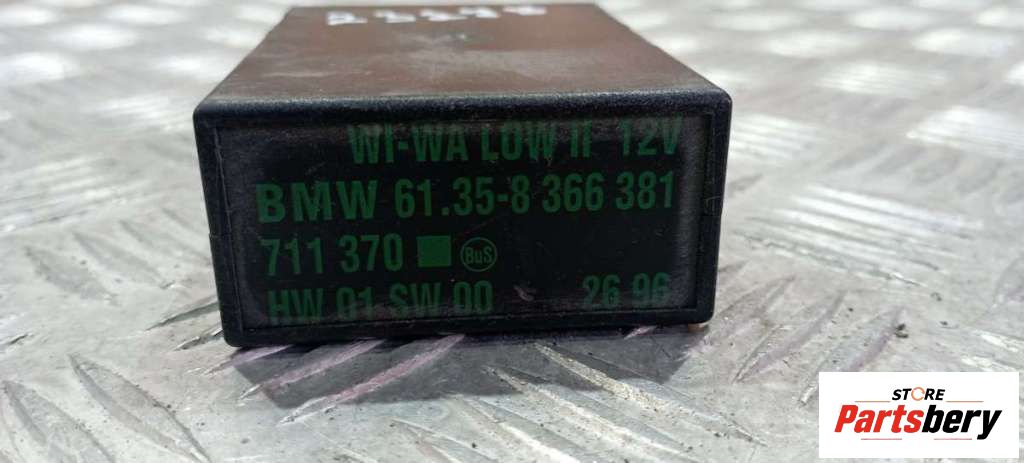 WI-WA LOW II 12V
BMW 61.35-8 366 381
711 370 BuS
HW 01 SW 00 26 96
STORE
Partsbery